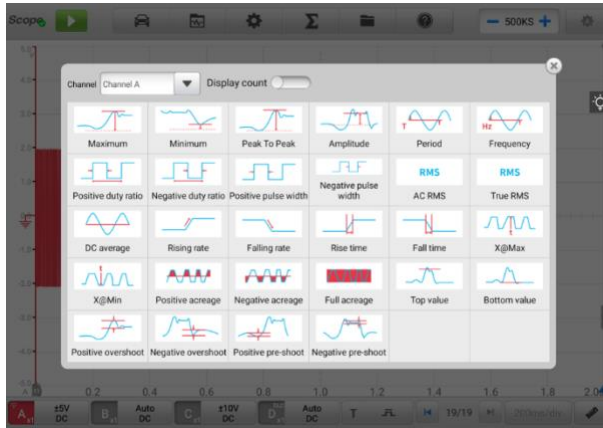 Scope
500KS
Channel Channel A Display count
Maximum Minimum Peak To Peak Amplitude Period Frequency
Hz
T
Positive duty ratio Negative duty ratio Positive pulse width Negative pulse width AC RMS True RMS
RMS RMS
DC average Rising rate Falling rate Rise time Fall time X@Max
X@Min Positive acreage Negative acreage Full acreage Top value Bottom value
Positive overshoot Negative overshoot Positive pre-shoot Negative pre-shoot
0.2 0.4 0.6 0.8 1.0 1.2 1.4 1.6 1.8 2.0
A ±5V DC B Auto DC C ±10V DC D Auto DC T 19/19 200ms/div